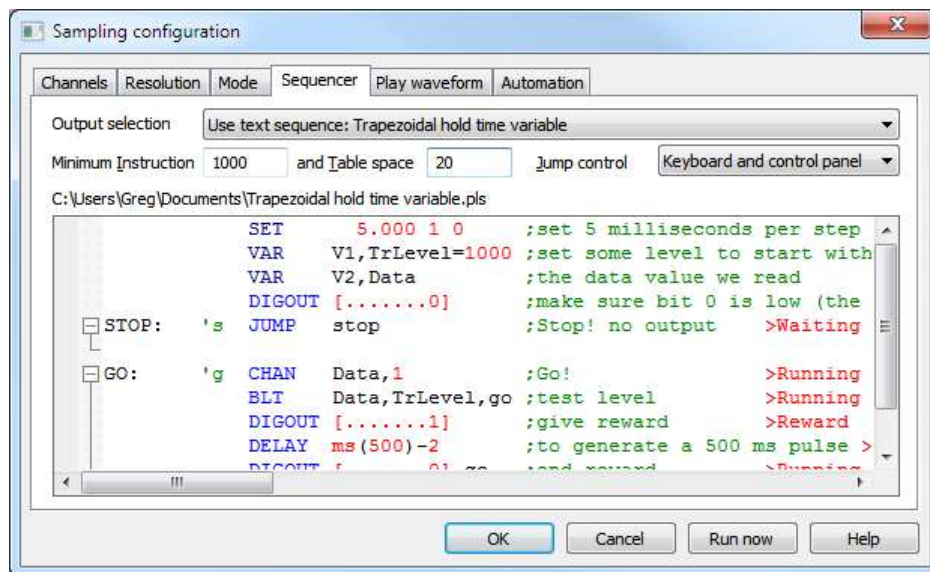 Sampling configuration
Channels Resolution Mode Sequencer Play waveform Automation
Output selection Use text sequence: Trapezoidal hold time variable
Minimum Instruction 1000 and Table space 20 Jump control Keyboard and control panel
C:\Users\Greg\Documents\Trapezoidal hold time variable.pls
SET 5.000 1 0 ;set 5 milliseconds per step
VAR V1,TrLevel=1000 ;set some level to start with
VAR V2,Data ;the data value we read
DIGOUT [.......0] ;make sure bit 0 is low (the
STOP: 's JUMP stop ;Stop! no output >Waiting
GO: 'g CHAN Data,1 ;Go! >Running
BLT Data,TrLevel,go ;test level >Running
DIGOUT [.......1] ;give reward >Reward
DELAY ms(500)-2 ;to generate a 500 ms pulse >
DIGOUT [.......0],go ;end reward >Running
OK Cancel Run now Help